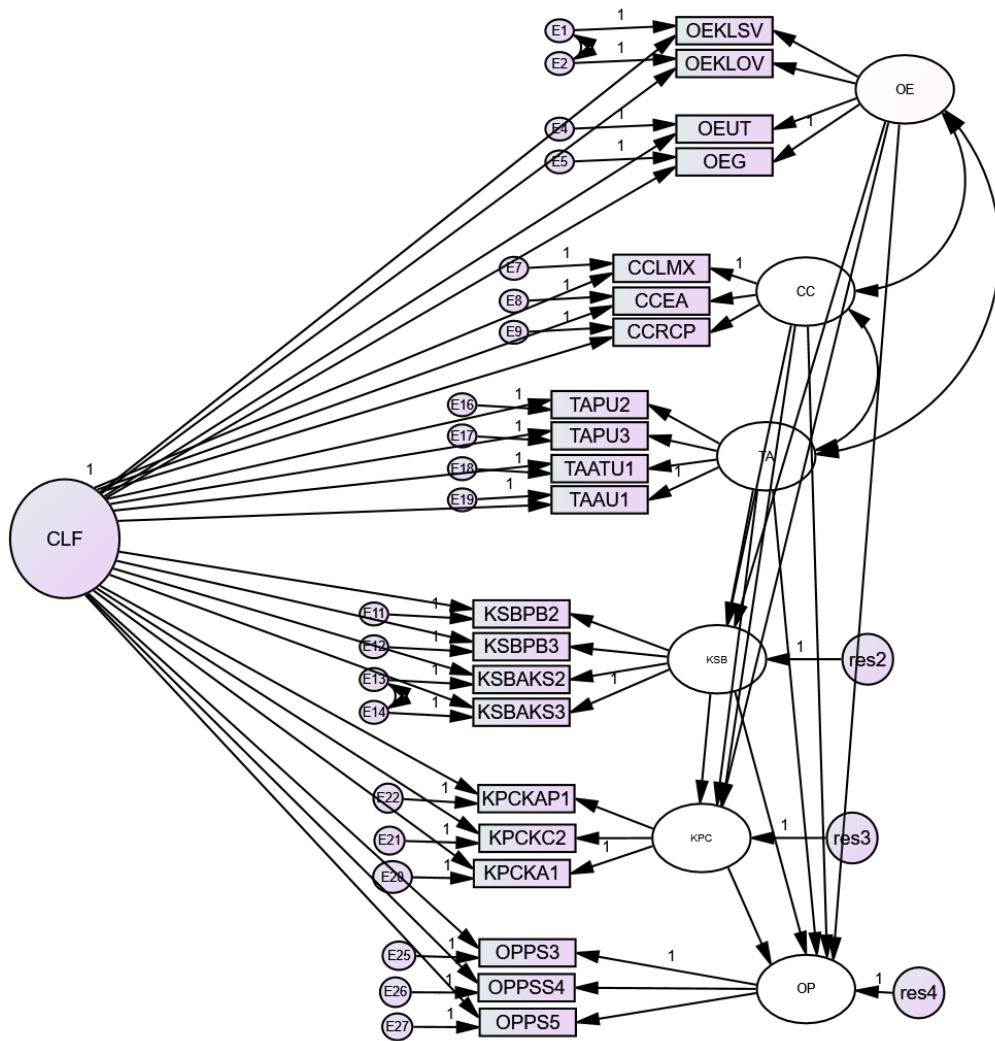 E1 1 OEKLSV
E2 1 OEKLOV
OE
E4 1 OEUT
1
E5 1 OEG
E7 1 CCLMX 1
CC
E8 1 CCEA
E9 1 CCRCP
E16 1 TAPU2
E17 1 TAPU3
TA
E18 1 TAATU1
1
E19 1 TAAU1
1
CLF
E11 1 KSBPB2
E12 1 KSBPB3
KSB 1 res2
E13 1 KSBAKS2
1
E14 1 KSBAKS3
E22 1 KPCKAP1
E21 1 KPCKC2
KPC 1 res3
1
E20 1 KPCKA1
E25 1 OPPS3 1
E26 1 OPPSS4
OP 1 res4
E27 1 OPPS5